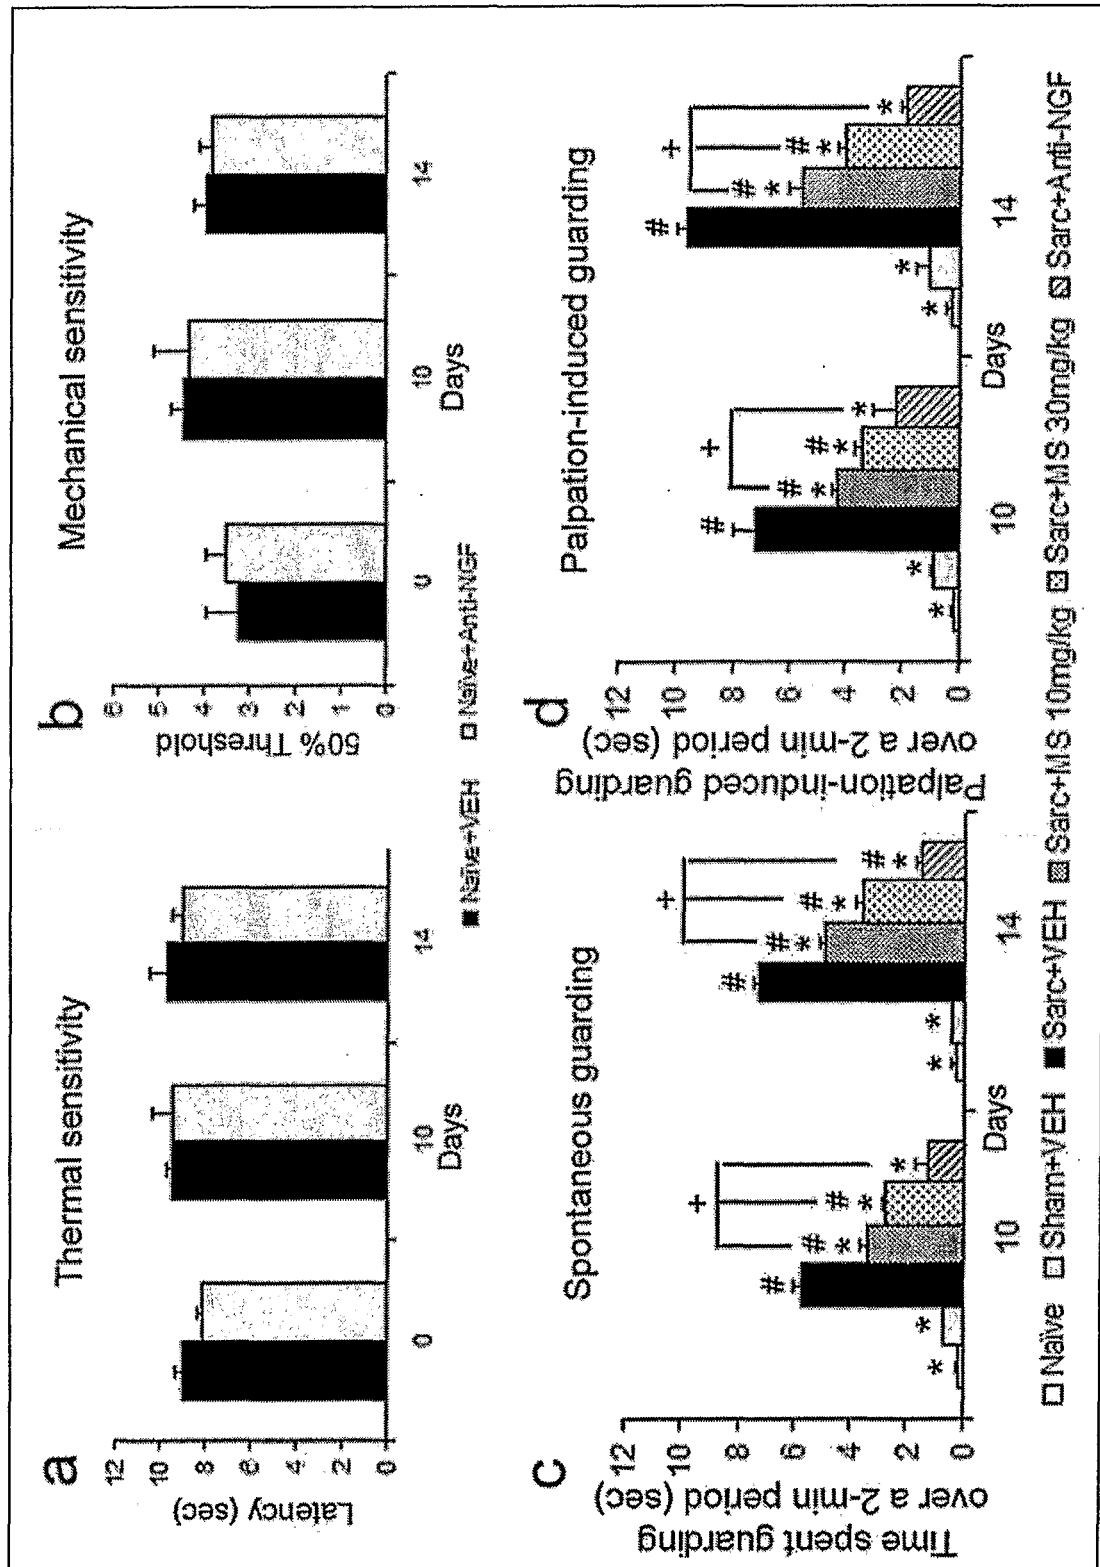 a
Thermal sensitivity
Latency (sec)
12
10
8
6
4
2
0
0
10
14
Days
b
Mechanical sensitivity
50% Threshold
6
5
4
3
2
1
0
0
10
14
Days
Naïve+VEH Naïve+Anti-NGF
c
Spontaneous guarding
Time spent guarding
over a 2-min period (sec)
12
10
8
6
4
2
0
* * # # * # * * +
* * # # * # * # * +
10
14
Days
d
Palpation-induced guarding
Palpation-induced guarding
over a 2-min period (sec)
12
10
8
6
4
2
0
* * # # * # * * +
* * # # * # * * +
10
14
Days
Naïve Sham+VEH Sarc+VEH Sarc+MS 10mg/kg Sarc+MS 30mg/kg Sarc+Anti-NGF